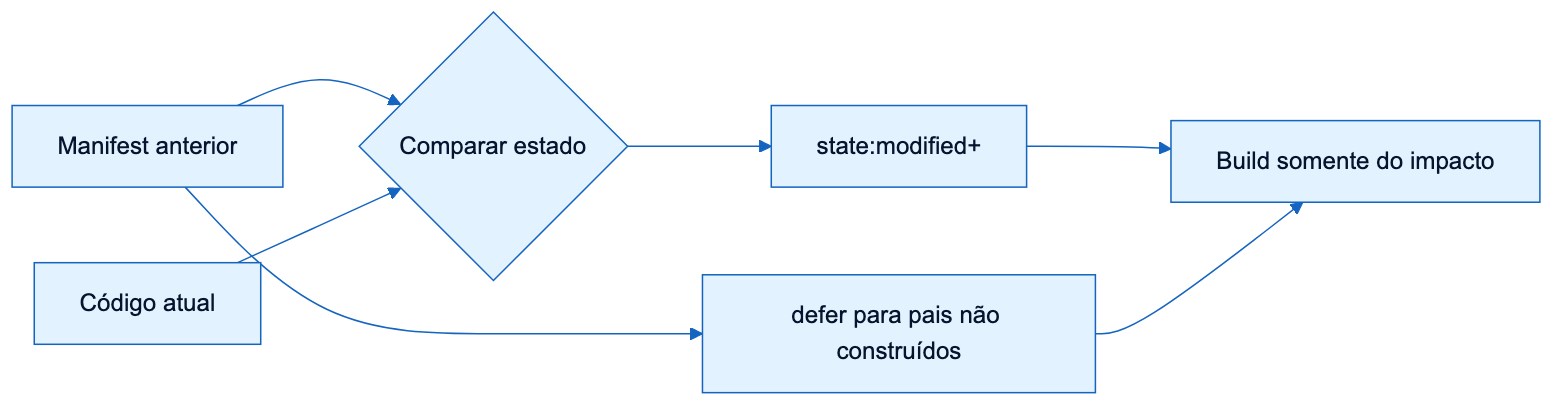 Manifest anterior
Código atual
Comparar estado
state:modified+
defer para pais não
construídos
Build somente do impacto